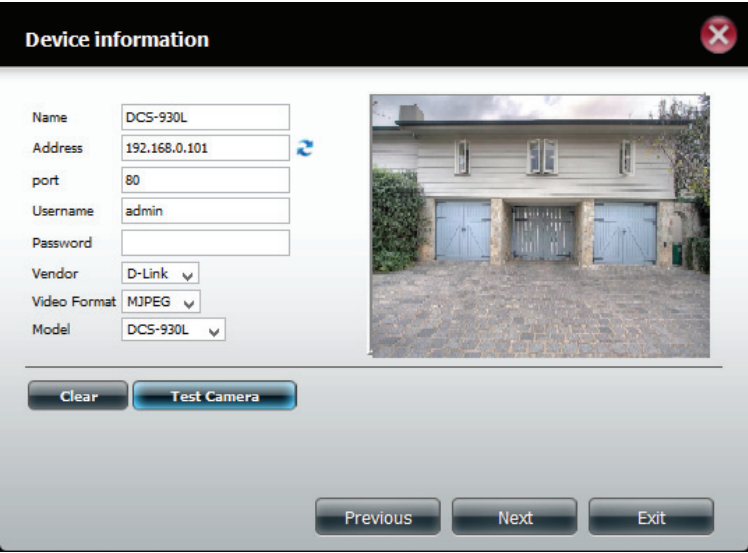 Device information
Name DCS-930L
Address 192.168.0.101
port 80
Username admin
Password
Vendor D-Link
Video Format MJPEG
Model DCS-930L
Clear Test Camera
Previous Next Exit